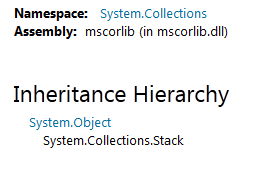 Namespace: System.Collections
Assembly: mscorlib (in mscorlib.dll)
Inheritance Hierarchy
System.Object
System.Collections.Stack